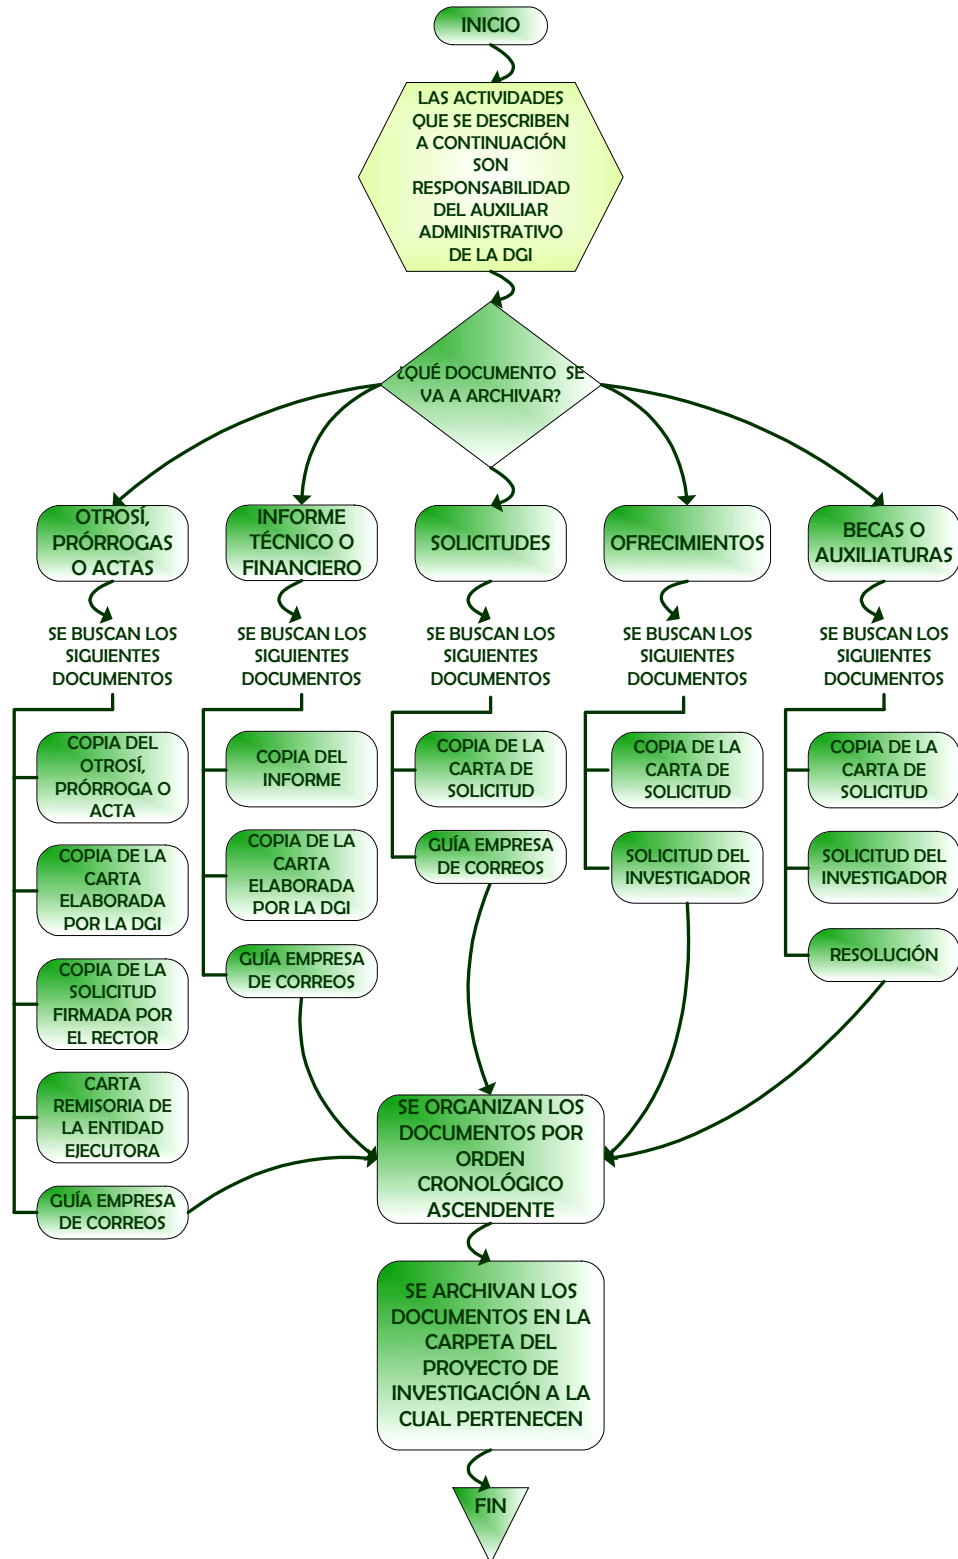 INICIO
LAS ACTIVIDADES
QUE SE DESCRIBEN
A CONTINUACIÓN
SON
RESPONSABILIDAD
DEL AUXILIAR
ADMINISTRATIVO
DE LA DGI
¿QUÉ DOCUMENTO SE
VA A ARCHIVAR?
OTROSÍ,
PRÓRROGAS
O ACTAS
SE BUSCAN LOS
SIGUIENTES
DOCUMENTOS
COPIA DEL
OTROSÍ,
PRÓRROGA O
ACTA
COPIA DE LA
CARTA
ELABORADA
POR LA DGI
COPIA DE LA
SOLICITUD
FIRMADA POR
EL RECTOR
CARTA
REMISORIA DE
LA ENTIDAD
EJECUTORA
GUÍA EMPRESA
DE CORREOS
INFORME
TÉCNICO O
FINANCIERO
SE BUSCAN LOS
SIGUIENTES
DOCUMENTOS
COPIA DEL
INFORME
COPIA DE LA
CARTA
ELABORADA
POR LA DGI
GUÍA EMPRESA
DE CORREOS
SOLICITUDES
SE BUSCAN LOS
SIGUIENTES
DOCUMENTOS
COPIA DE LA
CARTA DE
SOLICITUD
GUÍA EMPRESA
DE CORREOS
OFRECIMIENTOS
SE BUSCAN LOS
SIGUIENTES
DOCUMENTOS
COPIA DE LA
CARTA DE
SOLICITUD
SOLICITUD DEL
INVESTIGADOR
BECAS O
AUXILIATURAS
SE BUSCAN LOS
SIGUIENTES
DOCUMENTOS
COPIA DE LA
CARTA DE
SOLICITUD
SOLICITUD DEL
INVESTIGADOR
RESOLUCIÓN
SE ORGANIZAN LOS
DOCUMENTOS POR
ORDEN
CRONOLÓGICO
ASCENDENTE
SE ARCHIVAN LOS
DOCUMENTOS EN LA
CARPETA DEL
PROYECTO DE
INVESTIGACIÓN A LA
CUAL PERTENECEN
FIN